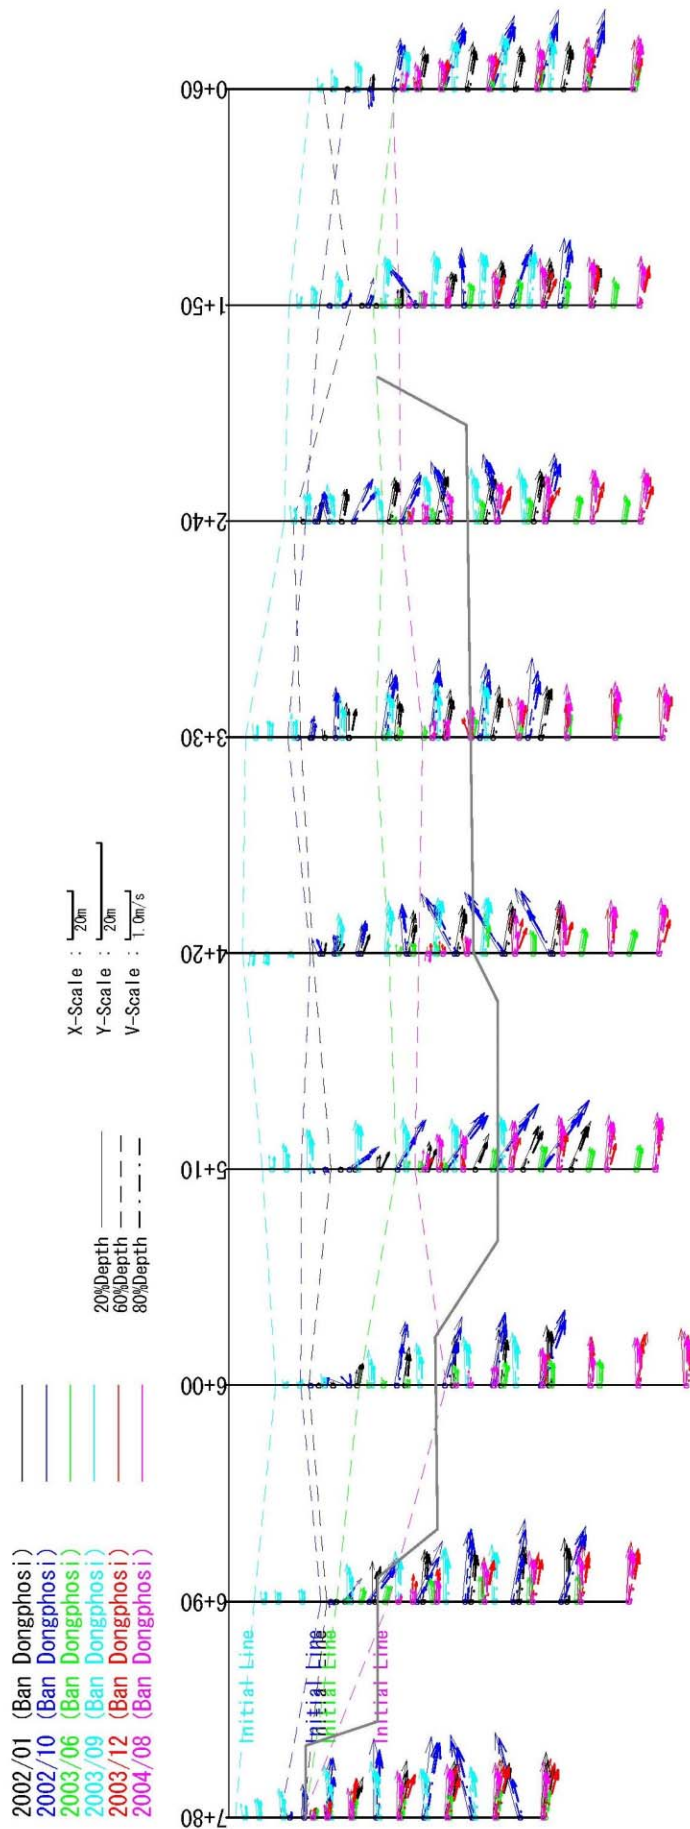 2002/01 (Ban Dongphosi)
2002/10 (Ban Dongphosi)
2003/06 (Ban Dongphosi)
2003/09 (Ban Dongphosi)
2003/12 (Ban Dongphosi)
2004/08 (Ban Dongphosi)
20%Depth
60%Depth
80%Depth
X-Scale : 20m
Y-Scale : 20m
V-Scale : 1.0m/s
7+80
6+90
6+00
5+10
4+20
3+30
2+40
1+50
0+60
Initial Line
Initial Line
Initial Line
Initial Line
Initial Line